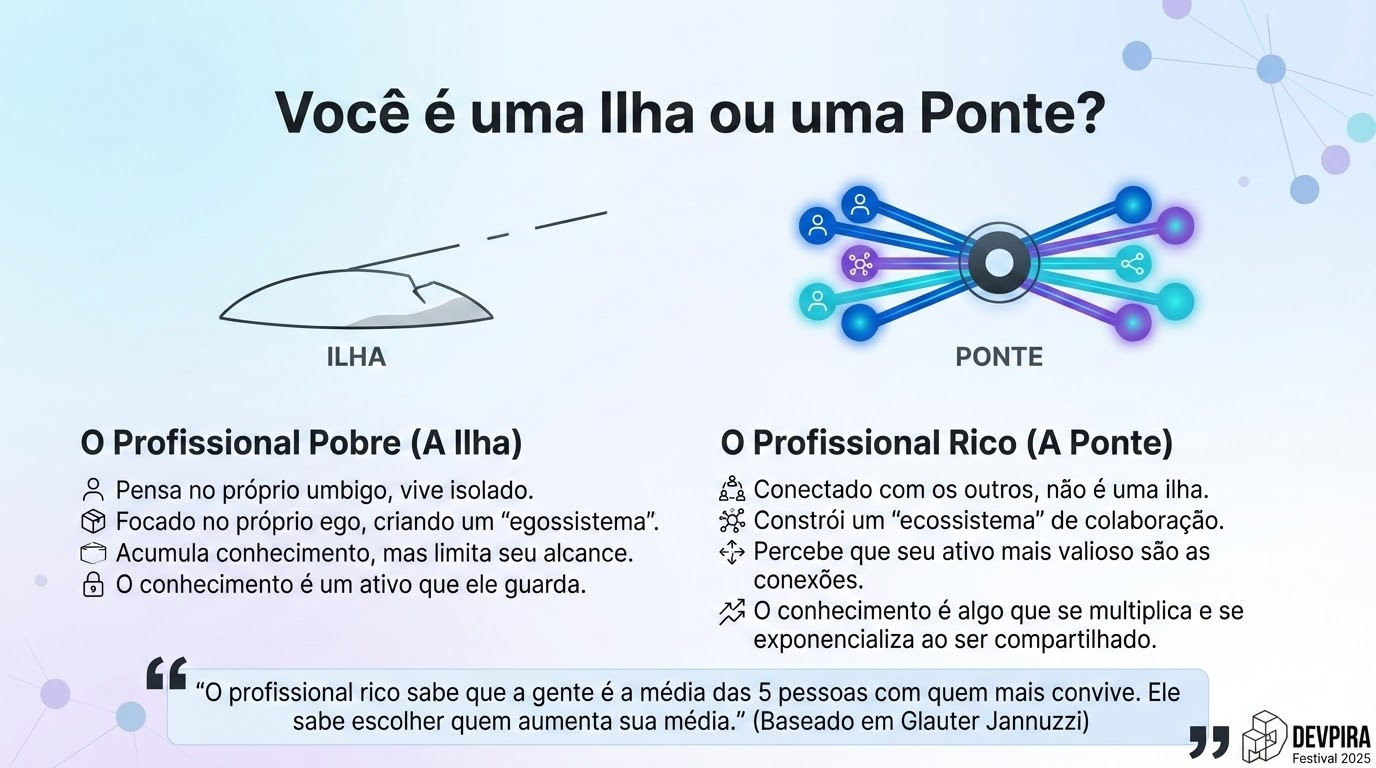 Você é uma Ilha ou uma Ponte?
ILHA
PONTE
O Profissional Pobre (A Ilha)
Pensa no próprio umbigo, vive isolado.
Focado no próprio ego, criando um “egossistema”.
Acumula conhecimento, mas limita seu alcance.
O conhecimento é um ativo que ele guarda.
O Profissional Rico (A Ponte)
Conectado com os outros, não é uma ilha.
Constrói um “ecossistema” de colaboração.
Percebe que seu ativo mais valioso são as
conexões.
O conhecimento é algo que se multiplica e se
exponencializa ao ser compartilhado.
“O profissional rico sabe que a gente é a média das 5 pessoas com quem mais convive. Ele
sabe escolher quem aumenta sua média.” (Baseado em Glauter Jannuzzi)
DEVPIRA
Festival 2025